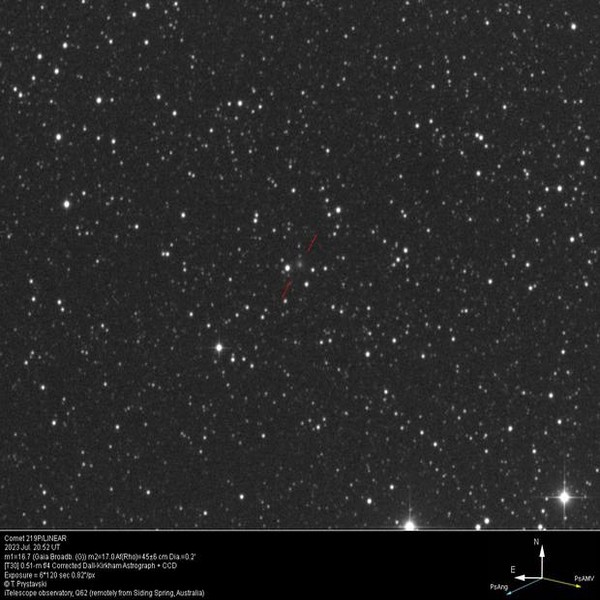 N
E
PsAng
PsAMV
Comet 219P/LINEAR
2023 Jul. 20.52 UT
m1=16.7 (Gaia Broadb. (G)) m2=17.0 Af(Rho)=45±6 cm Dia.=0.2'
[T30] 0.51-m f/4 Corrected Dall-Kirkham Astrograph + CCD
Exposure = 6*120 sec 0.82"/px
© T. Prystavski
iTelescope observatory, Q62 (remotely from Siding Spring, Australia)